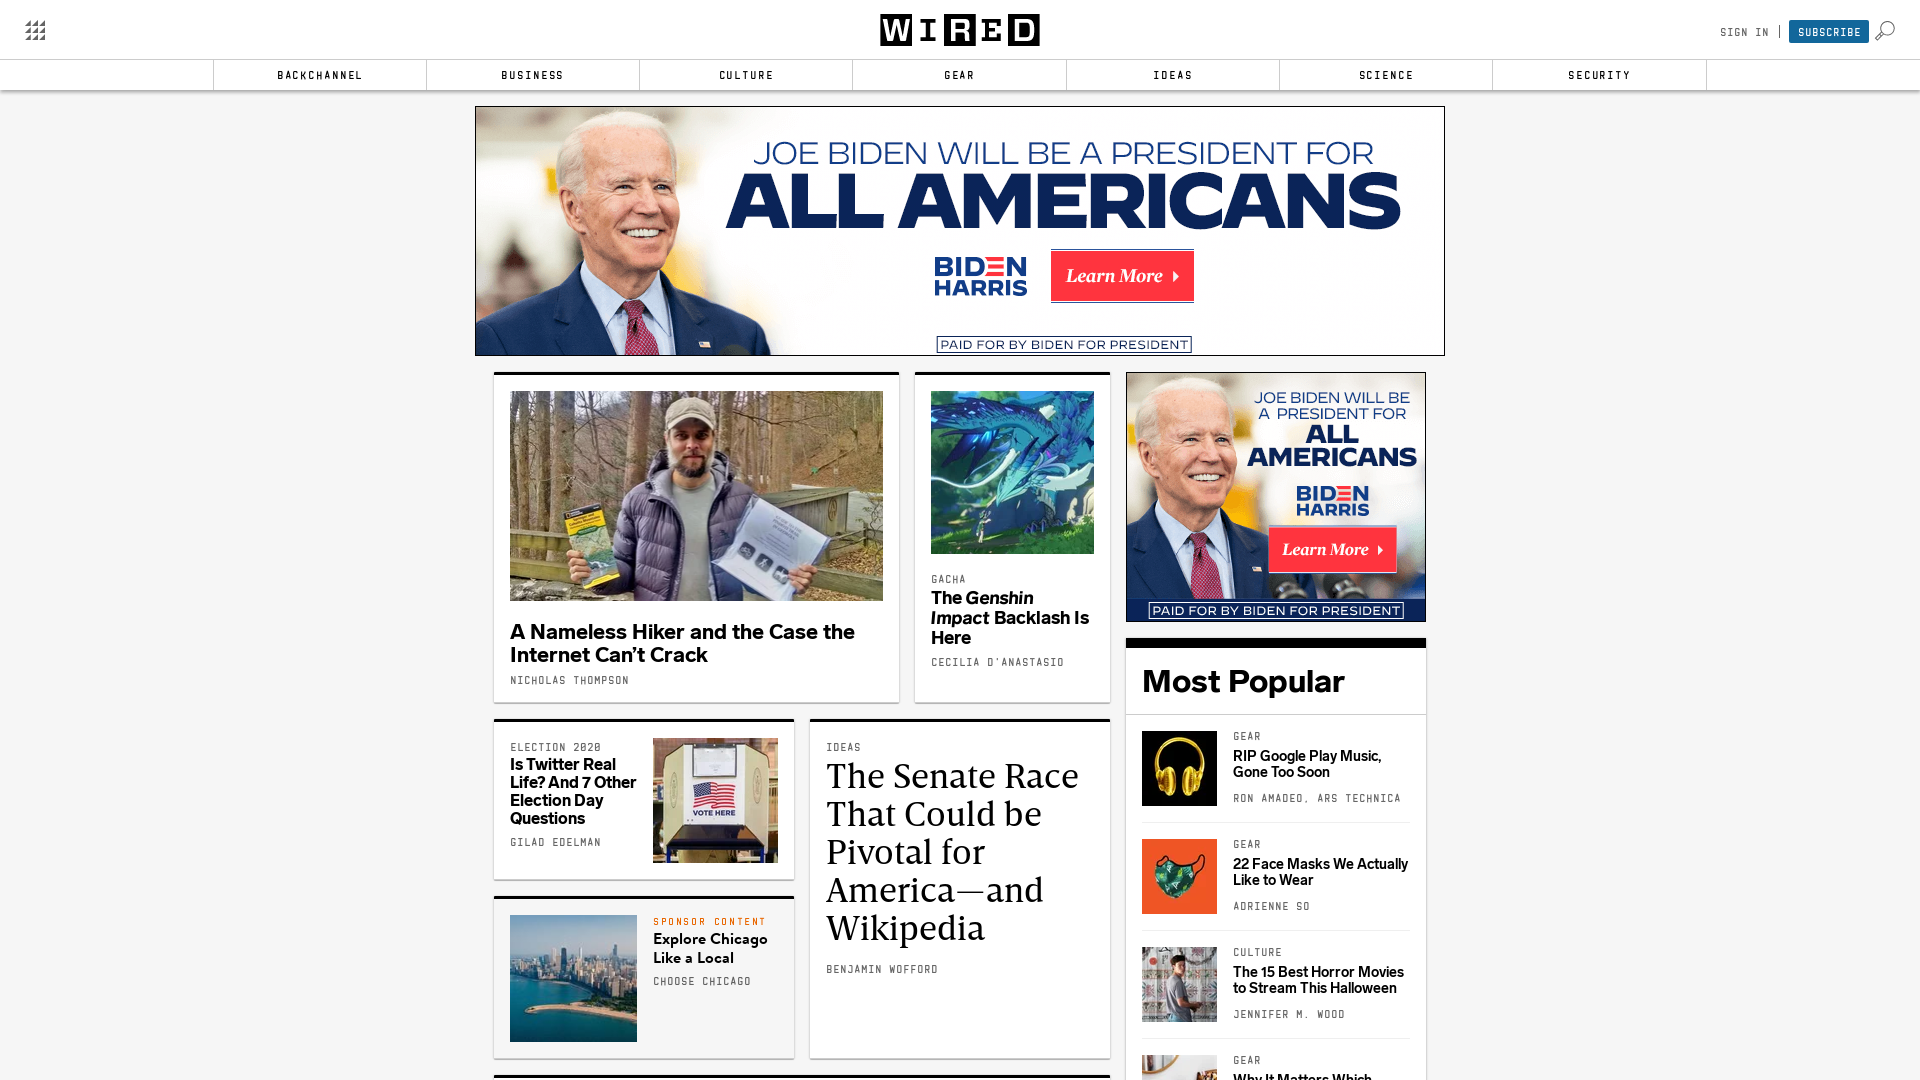 WIRED
SIGN IN
SUBSCRIBE
BACKCHANNEL
BUSINESS
CULTURE
GEAR
IDEAS
SCIENCE
SECURITY
JOE BIDEN WILL BE A PRESIDENT FOR
ALL AMERICANS
BIDEN
HARRIS
Learn More
PAID FOR BY BIDEN FOR PRESIDENT
A Nameless Hiker and the Case the
Internet Can’t Crack
NICHOLAS THOMPSON
GACHA
The Genshin
Impact Backlash Is
Here
CECILIA D'ANASTASIO
JOE BIDEN WILL BE
A PRESIDENT FOR
ALL
AMERICANS
BIDEN
HARRIS
Learn More
PAID FOR BY BIDEN FOR PRESIDENT
ELECTION 2020
Is Twitter Real
Life? And 7 Other
Election Day
Questions
GILAD EDELMAN
VOTE HERE
SPONSOR CONTENT
Explore Chicago
Like a Local
CHOOSE CHICAGO
IDEAS
The Senate Race
That Could be
Pivotal for
America—and
Wikipedia
BENJAMIN WOFFORD
Most Popular
GEAR
RIP Google Play Music,
Gone Too Soon
RON AMADEO, ARS TECHNICA
GEAR
22 Face Masks We Actually
Like to Wear
ADRIENNE SO
CULTURE
The 15 Best Horror Movies
to Stream This Halloween
JENNIFER M. WOOD
GEAR
Why It Matters Which